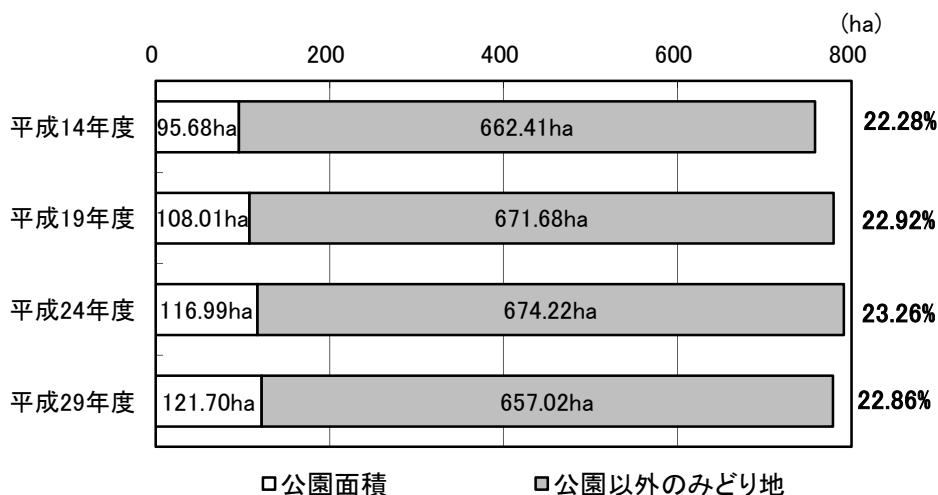 (ha)
0 200 400 600 800
平成14年度 95.68ha 662.41ha 22.28%
平成19年度 108.01ha 671.68ha 22.92%
平成24年度 116.99ha 674.22ha 23.26%
平成29年度 121.70ha 657.02ha 22.86%
公園面積 公園以外のみどり地